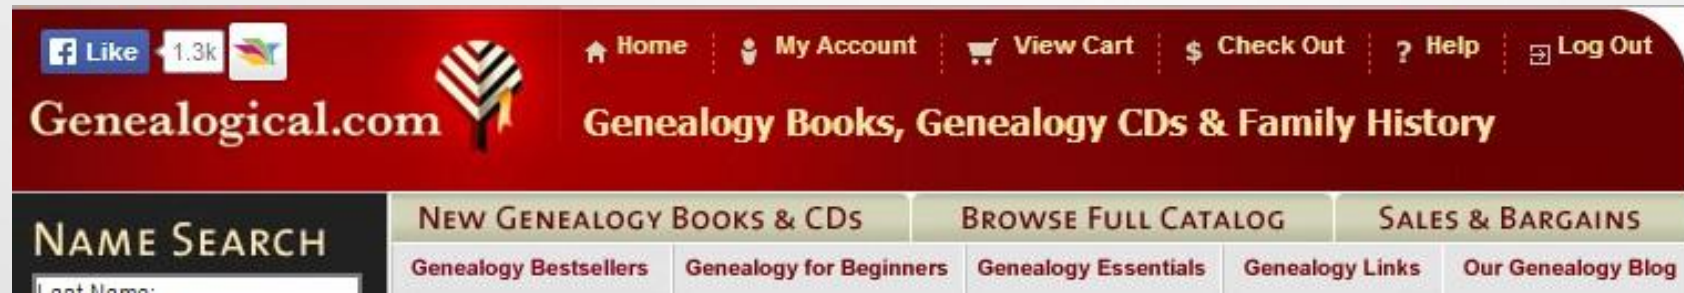 Like 1.3k
Home My Account View Cart $ Check Out ? Help Log Out
Genealogical.com
Genealogy Books, Genealogy CDs & Family History
NAME SEARCH
Last Name:
NEW GENEALOGY BOOKS & CDS BROWSE FULL CATALOG SALES & BARGAINS
Genealogy Bestsellers Genealogy for Beginners Genealogy Essentials Genealogy Links Our Genealogy Blog